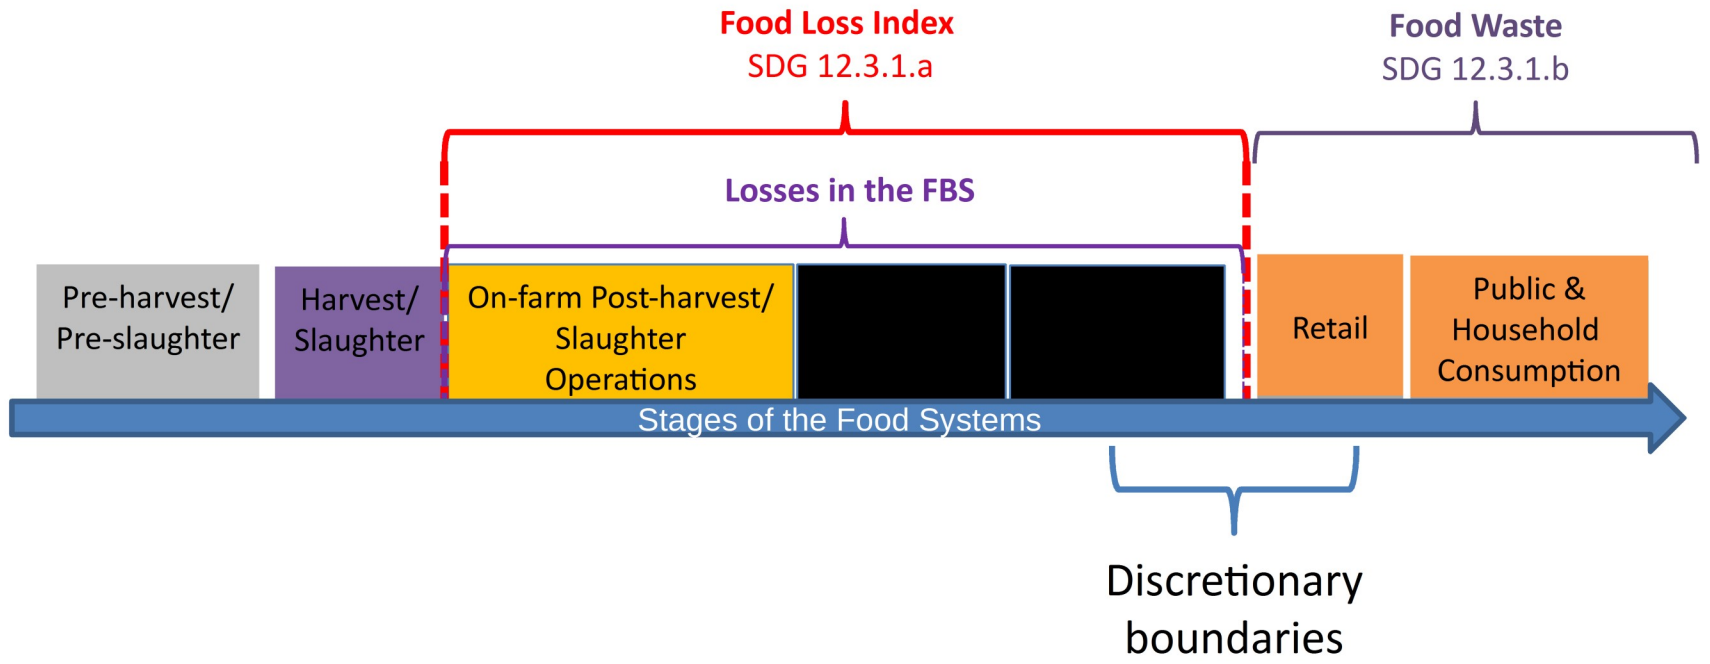 Food Loss Index
SDG 12.3.1.a
Food Waste
SDG 12.3.1.b
Losses in the FBS
Pre-harvest/
Pre-slaughter
Harvest/
Slaughter
On-farm Post-harvest/
Slaughter
Operations
Retail
Public &
Household
Consumption
Stages of the Food Systems
Discretionary
boundaries